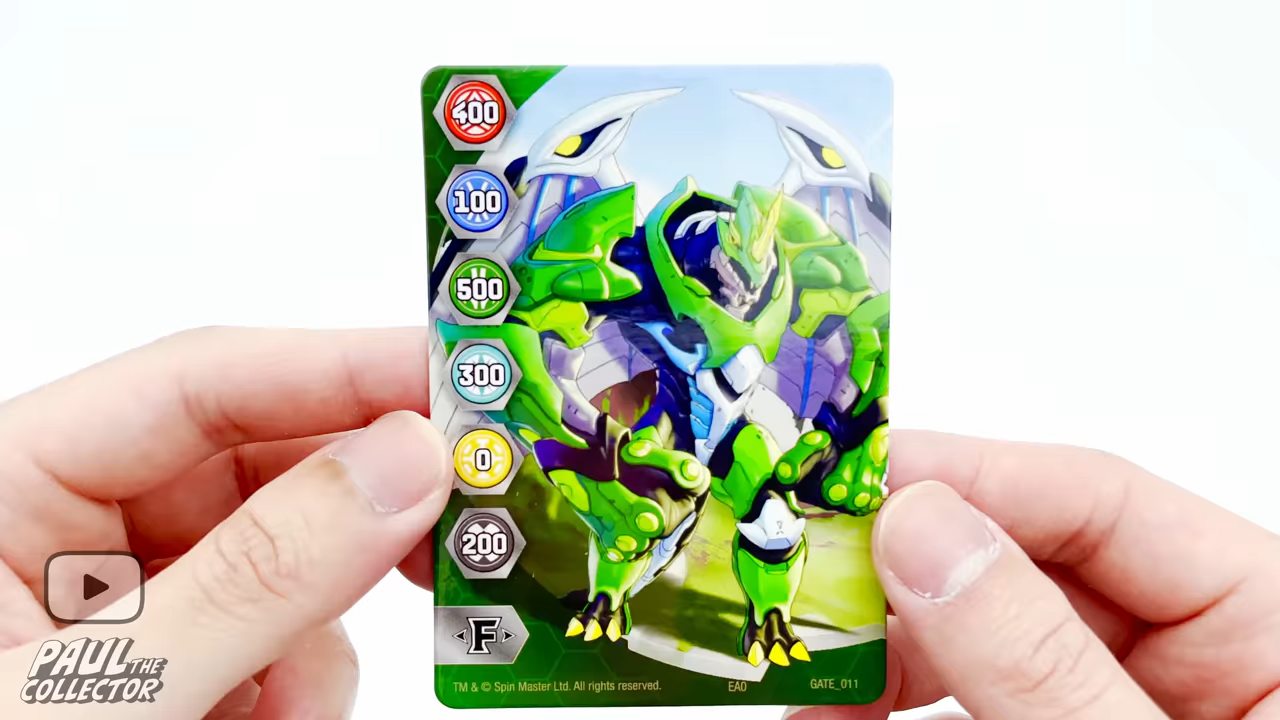 400
100
500
300
0
200
F
TM & © Spin Master Ltd. All rights reserved.
EA0
GATE_011
PAUL THE
COLLECTOR